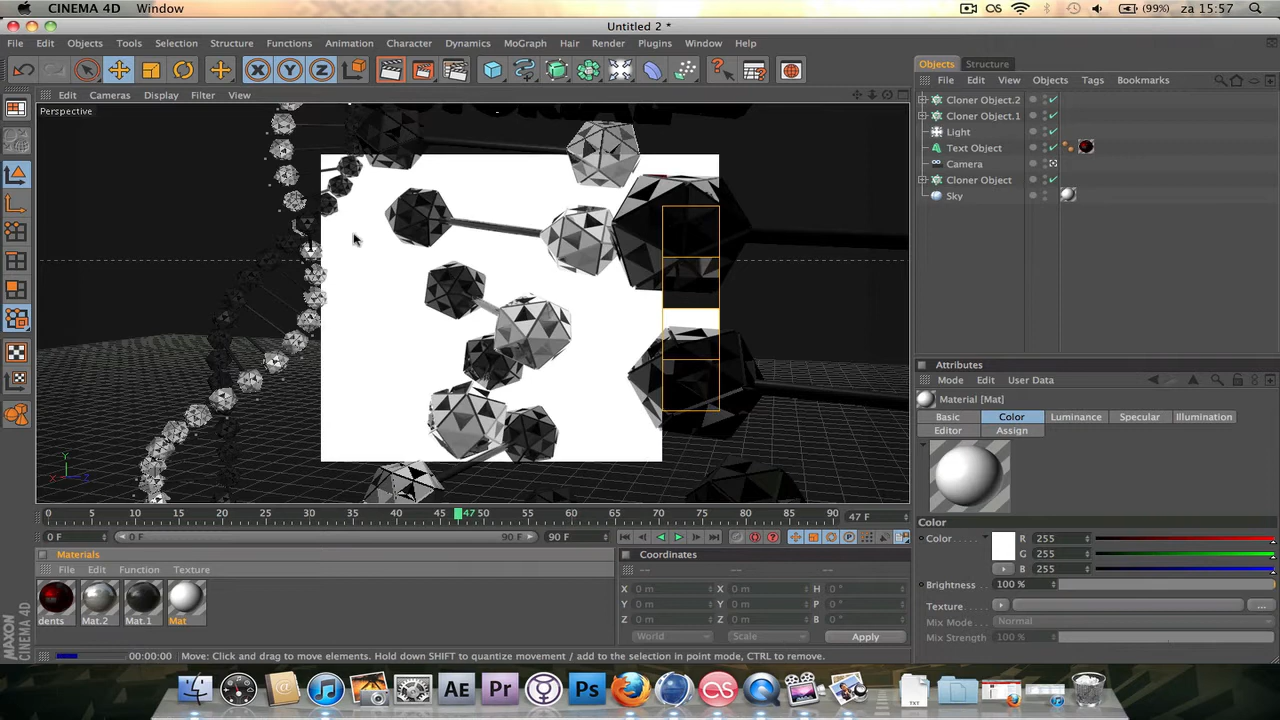 CINEMA 4D Window OS (99%) za 15:57
Untitled 2 *
File Edit Objects Tools Selection Structure Functions Animation Character Dynamics MoGraph Hair Render Plugins Window Help
X Y Z
Objects Structure
Edit Cameras Display Filter View
File Edit View Objects Tags Bookmarks
Perspective
Cloner Object.2
Cloner Object.1
Light
Text Object
Camera
Cloner Object
Sky
Attributes
Mode Edit User Data
Material [Mat]
Basic Color Luminance Specular Illumination
Editor Assign
Color
Color R 255
G 255
B 255
Brightness 100 %
Texture ...
Mix Mode Normal
Mix Strength 100 %
Y
X Z
0 5 10 15 20 25 30 35 40 45 47 50 55 60 65 70 75 80 85 90 47 F
0 F 0 F 90 F 90 F
Materials
File Edit Function Texture
dents Mat.2 Mat.1 Mat
Coordinates
-- -- --
X 0 m X 0 m H 0 °
Y 0 m Y 0 m P 0 °
Z 0 m Z 0 m B 0 °
World Scale Apply
MAXON CINEMA 4D
00:00:00 Move: Click and drag to move elements. Hold down SHIFT to quantize movement / add to the selection in point mode, CTRL to remove.
AE Pr Ps OS TXT